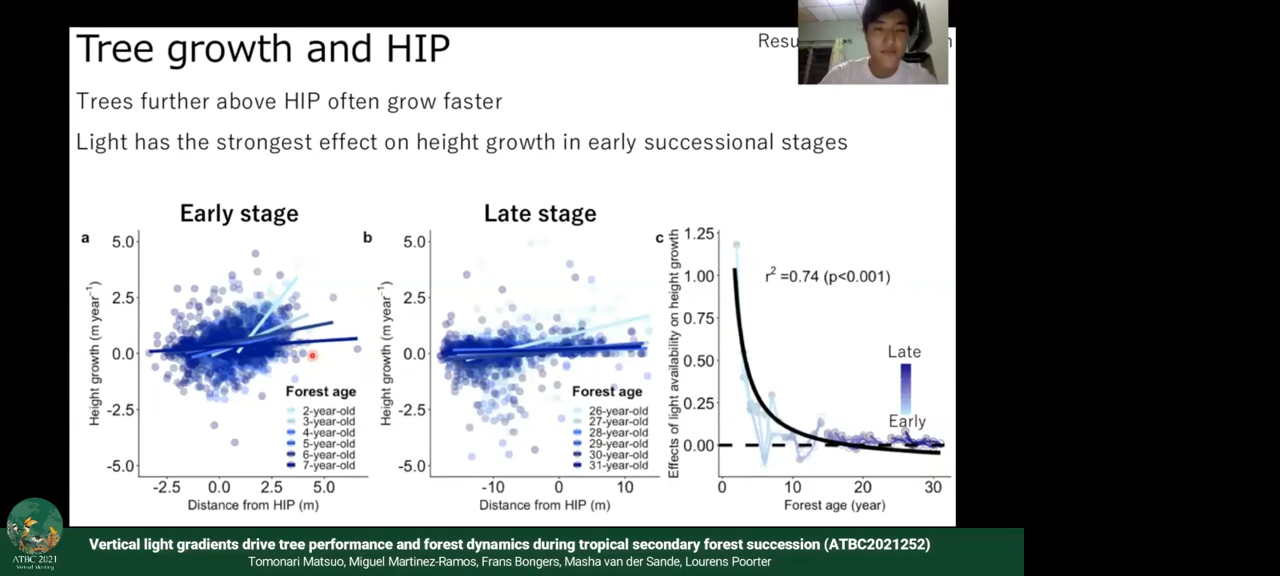 Tree growth and HIP
Resu
Trees further above HIP often grow faster
Light has the strongest effect on height growth in early successional stages
Early stage
a
5.0
2.5
0.0
-2.5
-5.0
Height growth (m year⁻¹)
Forest age
2-year-old
3-year-old
4-year-old
5-year-old
6-year-old
7-year-old
-2.5 0.0 2.5 5.0
Distance from HIP (m)
Late stage
b
5.0
2.5
0.0
-2.5
-5.0
Height growth (m year⁻¹)
Forest age
26-year-old
27-year-old
28-year-old
29-year-old
30-year-old
31-year-old
-10 0 10
Distance from HIP (m)
c
1.25
1.00
0.75
0.50
0.25
0.00
Effects of light availability on height growth
r² =0.74 (p<0.001)
Late
Early
0 10 20 30
Forest age (year)
ATBC 2021
Virtual Meeting
Vertical light gradients drive tree performance and forest dynamics during tropical secondary forest succession (ATBC2021252)
Tomonari Matsuo, Miguel Martinez-Ramos, Frans Bongers, Masha van der Sande, Lourens Poorter